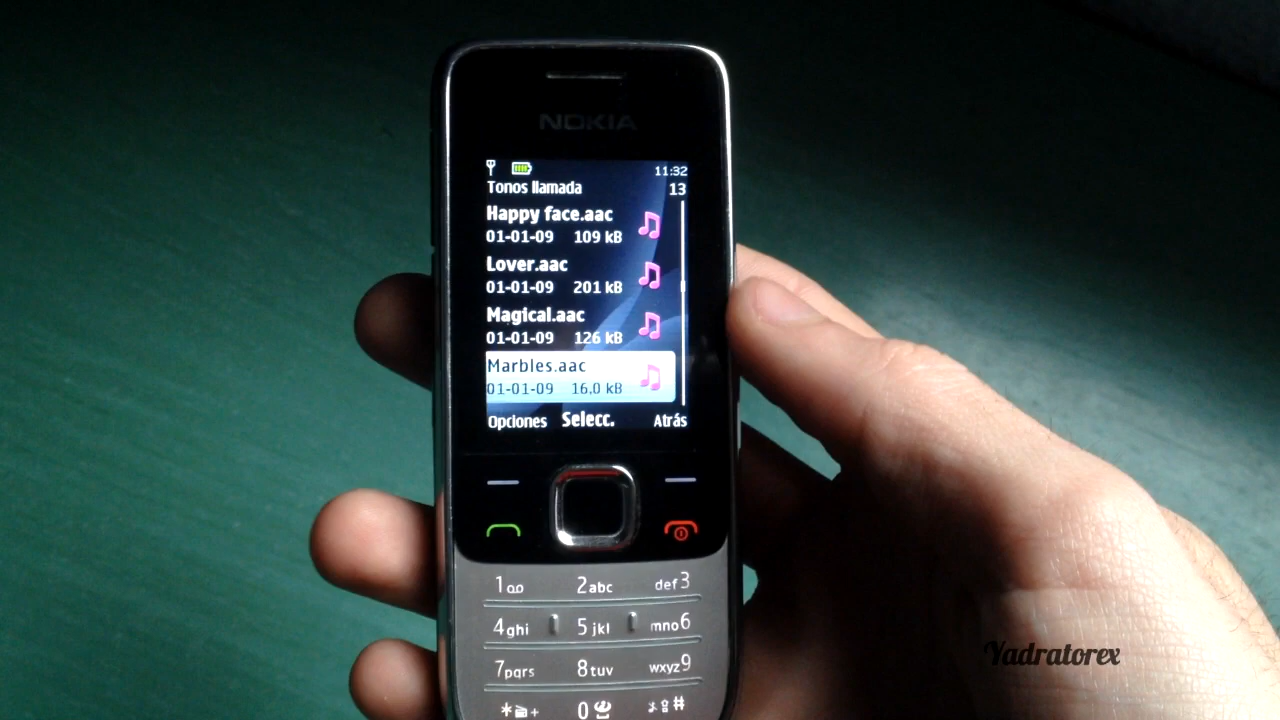 NOKIA
11:32
Tonos llamada 13
Happy face.aac
01-01-09 109 kB
Lover.aac
01-01-09 201 kB
Magical.aac
01-01-09 126 kB
Marbles.aac
01-01-09 16,0 kB
Opciones Selecc. Atrás
1 2abc def3
4ghi 5jkl mno6
7pqrs 8tuv wxyz9
*+ 0 #
Yadratorex